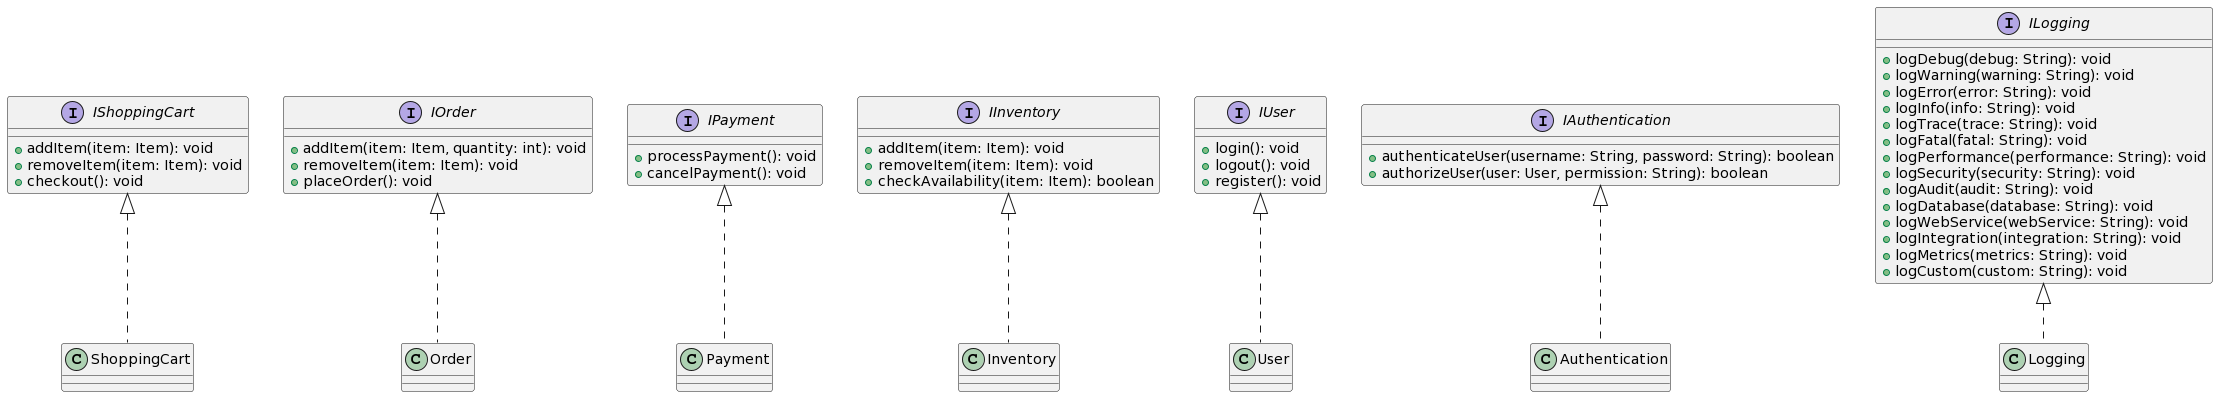 I IShoppingCart
addItem(item: Item): void
removeItem(item: Item): void
checkout(): void
I IOrder
addItem(item: Item, quantity: int): void
removeItem(item: Item): void
placeOrder(): void
I IPayment
processPayment(): void
cancelPayment(): void
I IInventory
addItem(item: Item): void
removeItem(item: Item): void
checkAvailability(item: Item): boolean
I IUser
login(): void
logout(): void
register(): void
I IAuthentication
authenticateUser(username: String, password: String): boolean
authorizeUser(user: User, permission: String): boolean
I ILogging
logDebug(debug: String): void
logWarning(warning: String): void
logError(error: String): void
logInfo(info: String): void
logTrace(trace: String): void
logFatal(fatal: String): void
logPerformance(performance: String): void
logSecurity(security: String): void
logAudit(audit: String): void
logDatabase(database: String): void
logWebService(webService: String): void
logIntegration(integration: String): void
logMetrics(metrics: String): void
logCustom(custom: String): void
C ShoppingCart
C Order
C Payment
C Inventory
C User
C Authentication
C Logging